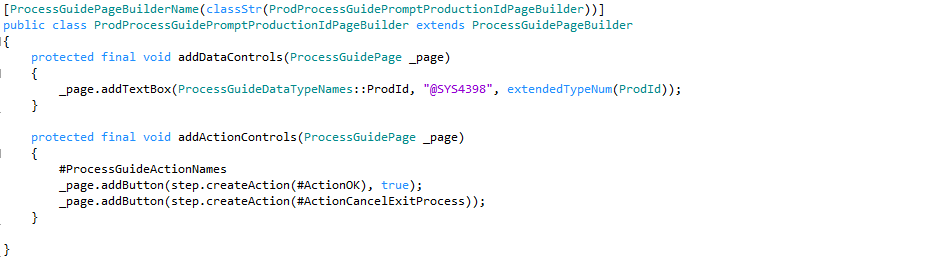 [ProcessGuidePageBuilderName(classStr(ProdProcessGuidePromptProductionIdPageBuilder))]
public class ProdProcessGuidePromptProductionIdPageBuilder extends ProcessGuidePageBuilder
{
    protected final void addDataControls(ProcessGuidePage _page)
    {
        _page.addTextBox(ProcessGuideDataTypeNames::ProdId, "@SYS4398", extendedTypeNum(ProdId));
    }
    protected final void addActionControls(ProcessGuidePage _page)
    {
        #ProcessGuideActionNames
        _page.addButton(step.createAction(#ActionOK), true);
        _page.addButton(step.createAction(#ActionCancelExitProcess));
    }
}